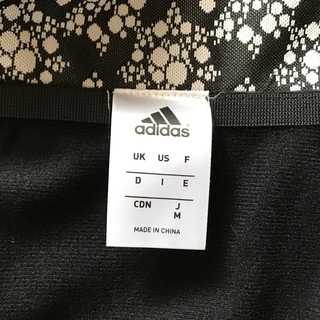 adidas
UK US F
D I E
CDN J
M
MADE IN CHINA